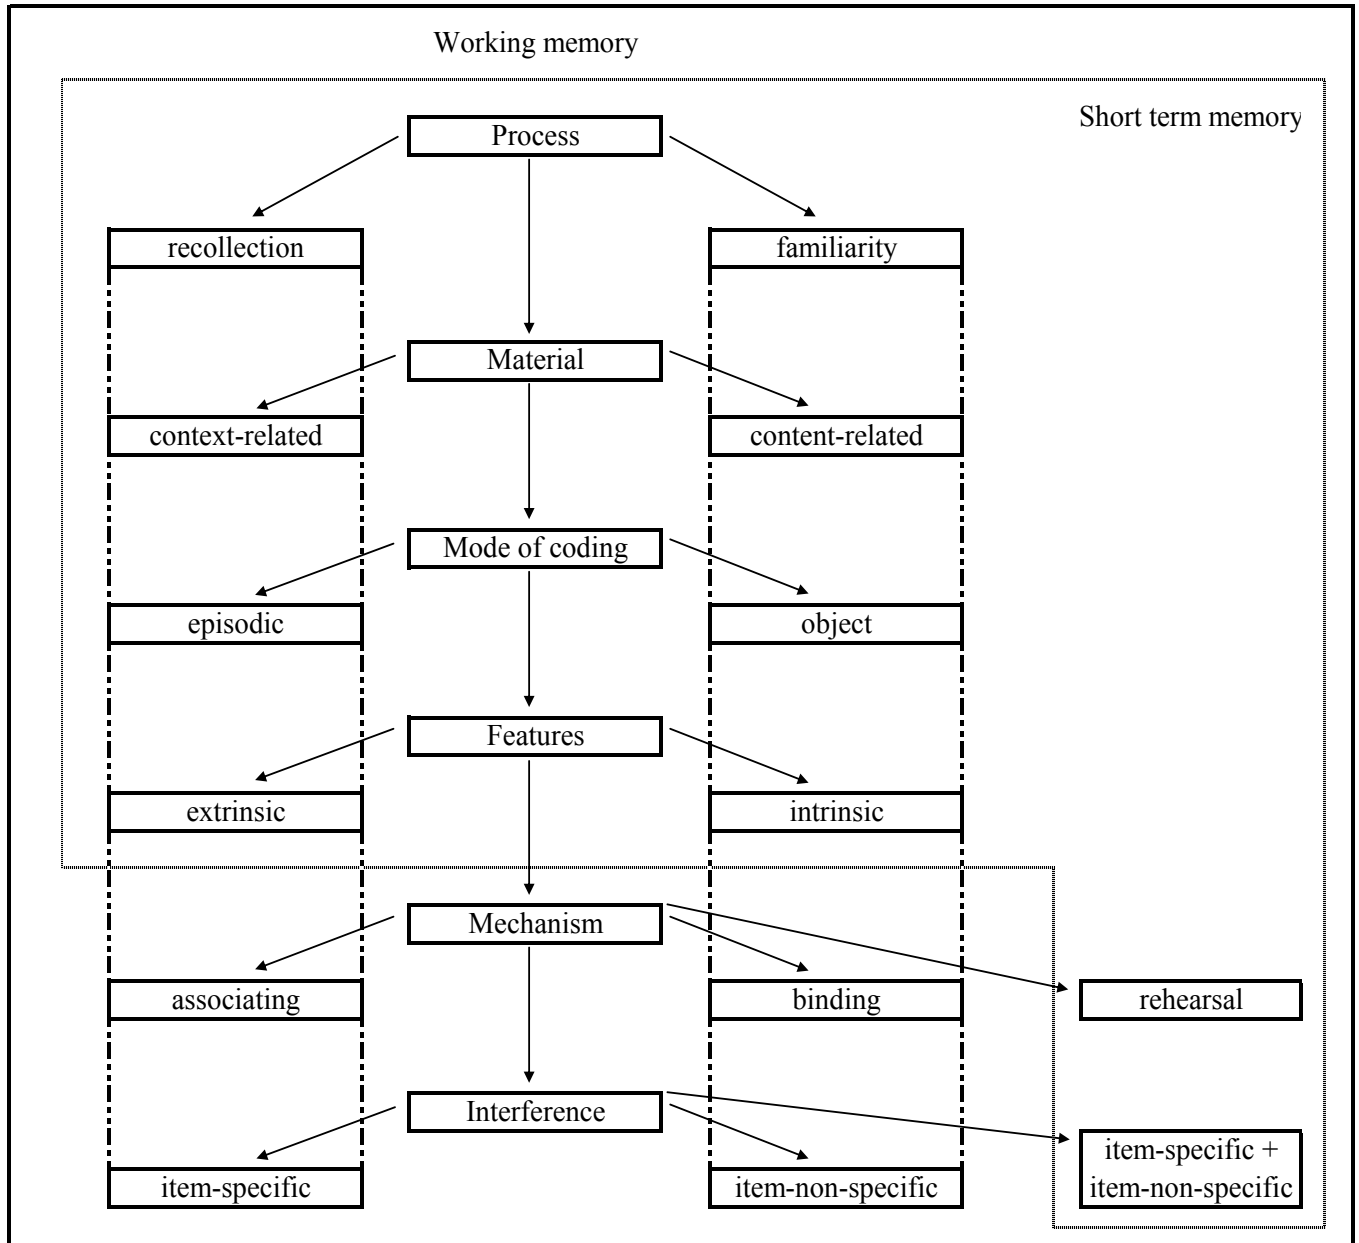 Working memory
Short term memory
Process
recollection
familiarity
Material
context-related
content-related
Mode of coding
episodic
object
Features
extrinsic
intrinsic
Mechanism
associating
binding
rehearsal
Interference
item-specific
item-non-specific
item-specific +
item-non-specific